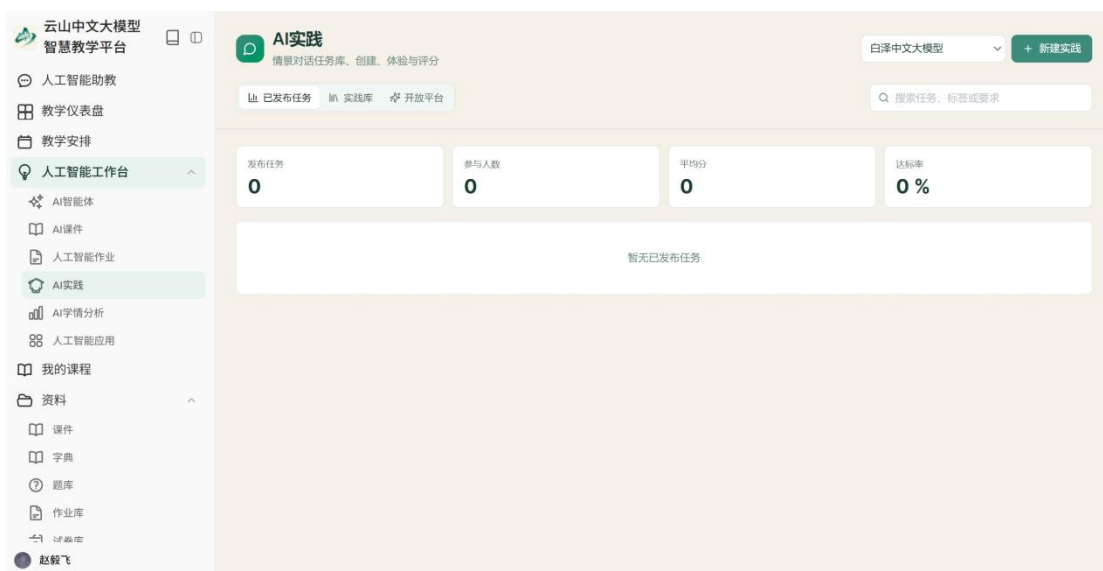 云山中文大模型
智慧教学平台
人工智能助教
教学仪表盘
教学安排
人工智能工作台
AI智能体
AI课件
人工智能作业
AI实践
AI学情分析
人工智能应用
我的课程
资料
课件
字典
题库
作业库
试卷库
赵毅飞
AI实践
情景对话任务库、创建、体验与评分
白泽中文大模型
+ 新建实践
已发布任务 实践库 开放平台
搜索任务、标签或要求
发布任务 参与人数 平均分 达标率
0 0 0 0 %
暂无已发布任务